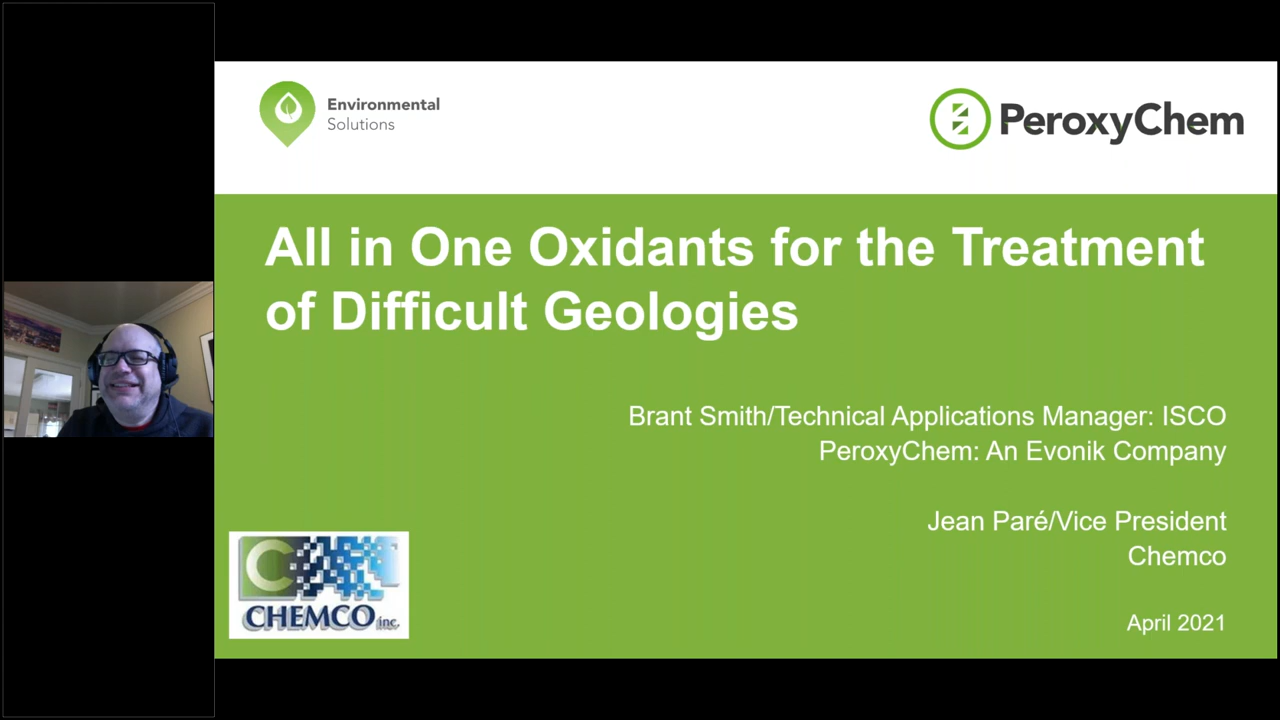 Environmental
Solutions
PeroxyChem
All in One Oxidants for the Treatment
of Difficult Geologies
Brant Smith/Technical Applications Manager: ISCO
PeroxyChem: An Evonik Company
Jean Paré/Vice President
Chemco
April 2021
CHEMCO inc.